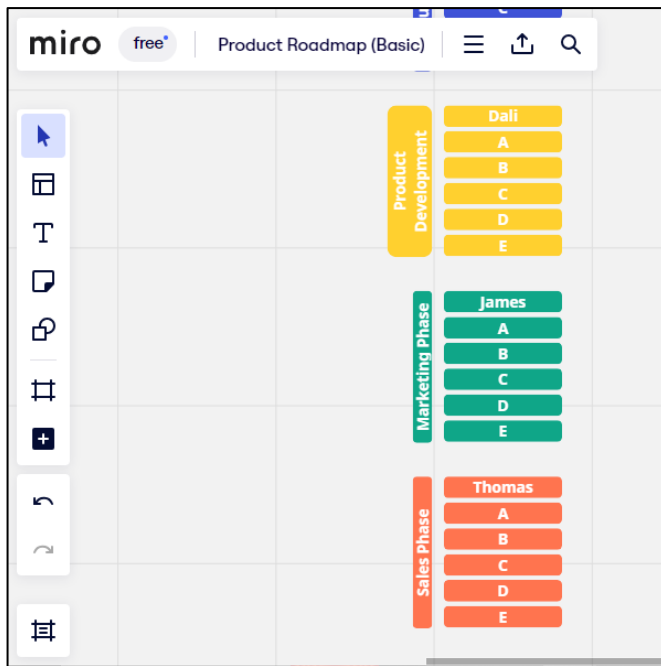 C
miro
free
Product Roadmap (Basic)
Product
Development
Dali
A
B
C
D
E
Marketing Phase
James
A
B
C
D
E
Sales Phase
Thomas
A
B
C
D
E